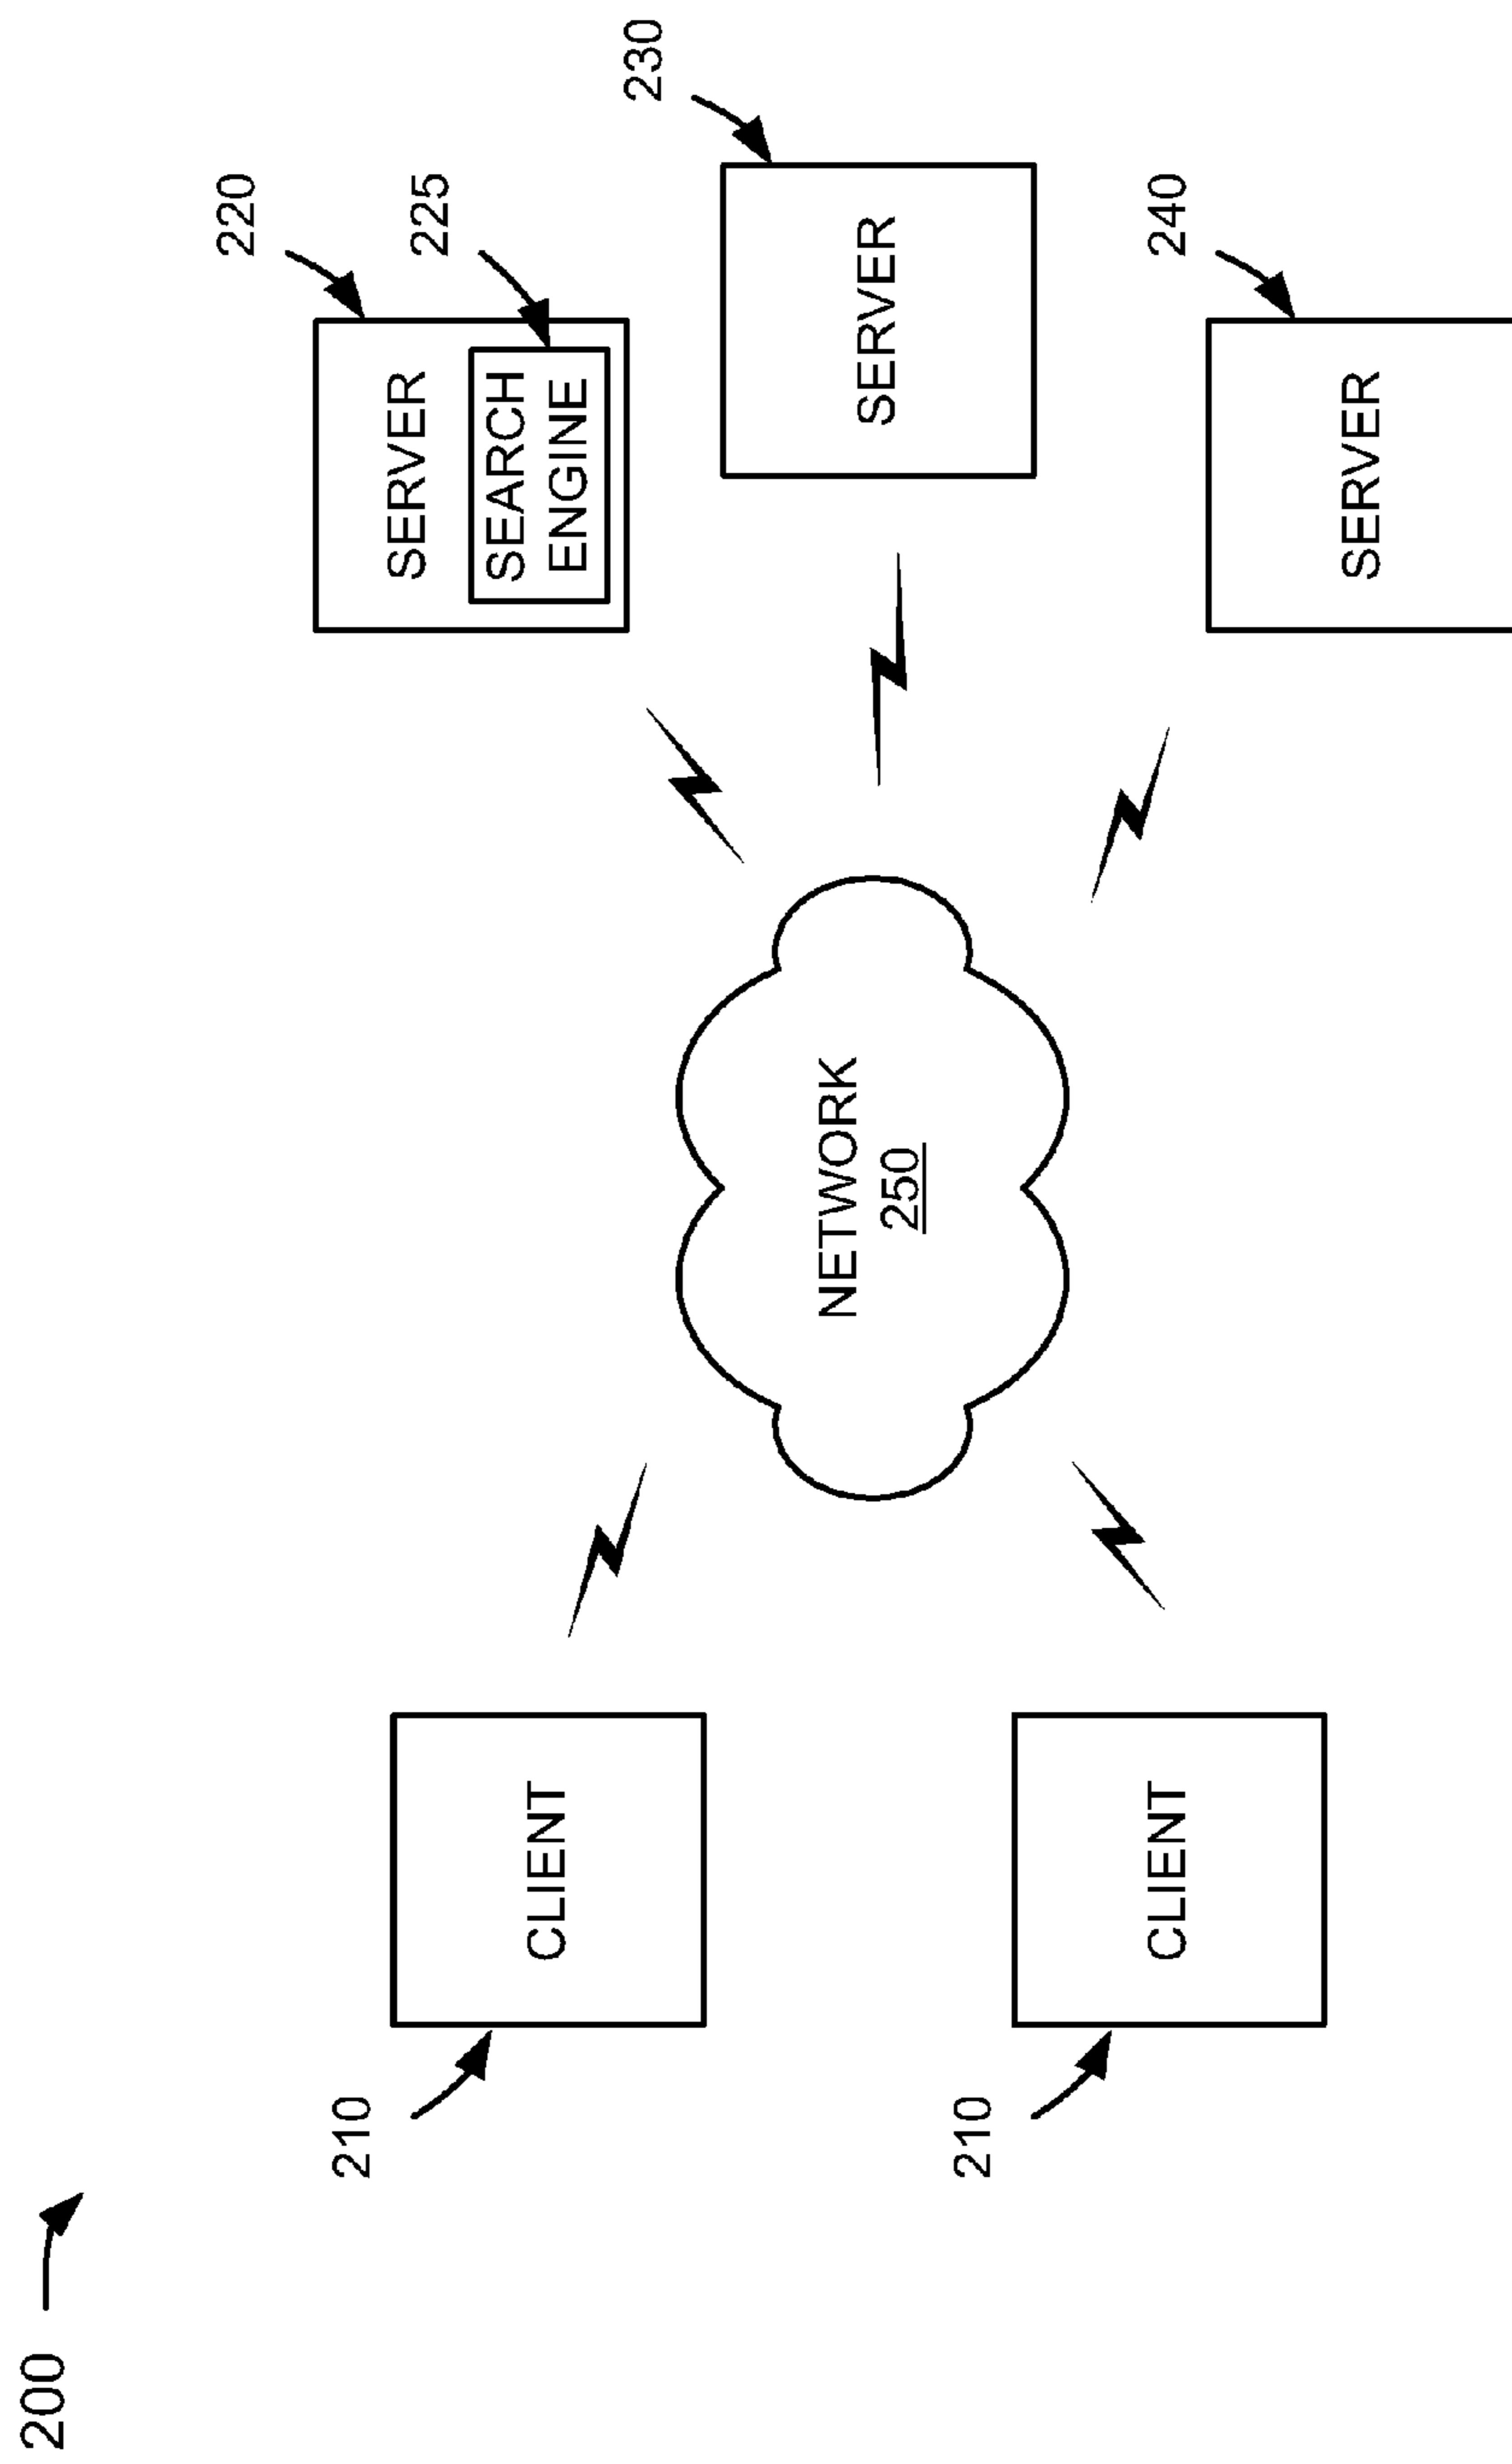 200
210
CLIENT
210
CLIENT
NETWORK
250
220
SERVER
225
SEARCH
ENGINE
230
SERVER
240
SERVER